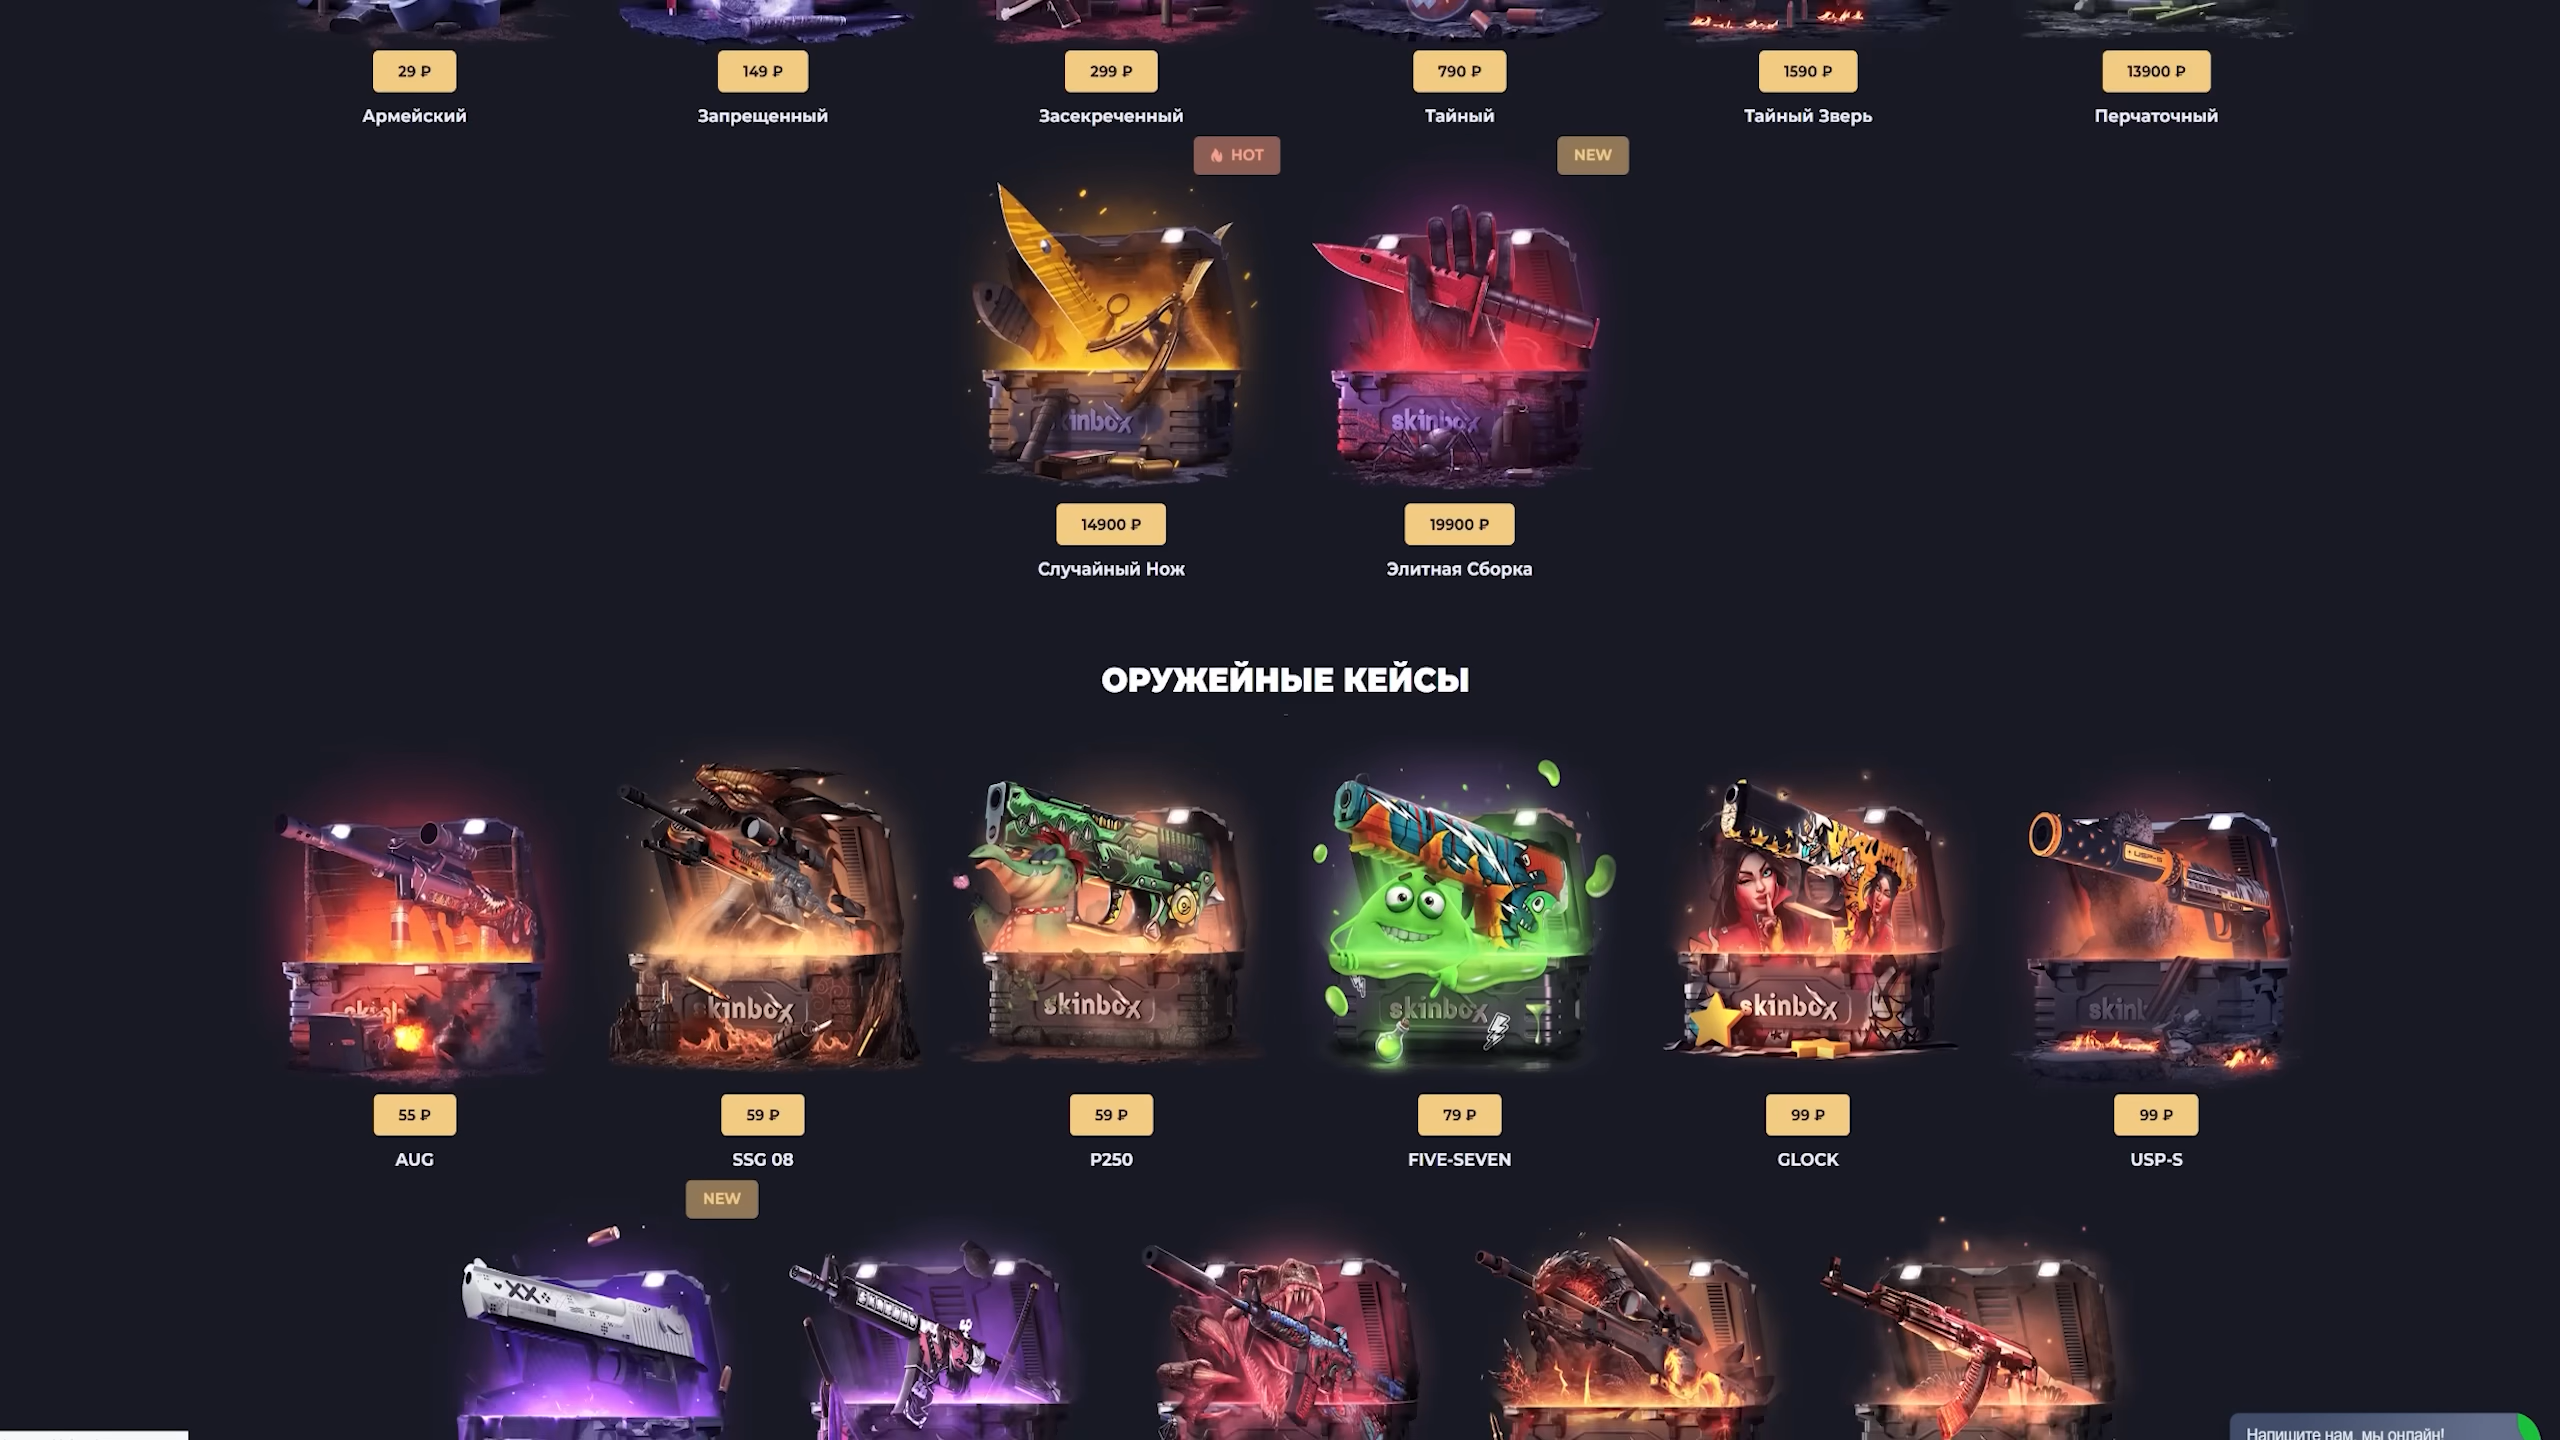 29 ₽
149 ₽
299 ₽
790 ₽
1590 ₽
13900 ₽
Армейский
Запрещенный
Засекреченный
Тайный
Тайный Зверь
Перчаточный
HOT
NEW
skinbox
14900 ₽
19900 ₽
Случайный Нож
Элитная Сборка
ОРУЖЕЙНЫЕ КЕЙСЫ
USP-S
skinbox
skinbox
skinbox
skinbox
55 ₽
59 ₽
59 ₽
79 ₽
99 ₽
99 ₽
AUG
SSG 08
P250
FIVE-SEVEN
GLOCK
USP-S
NEW
XX
Напишите нам, мы онлайн!